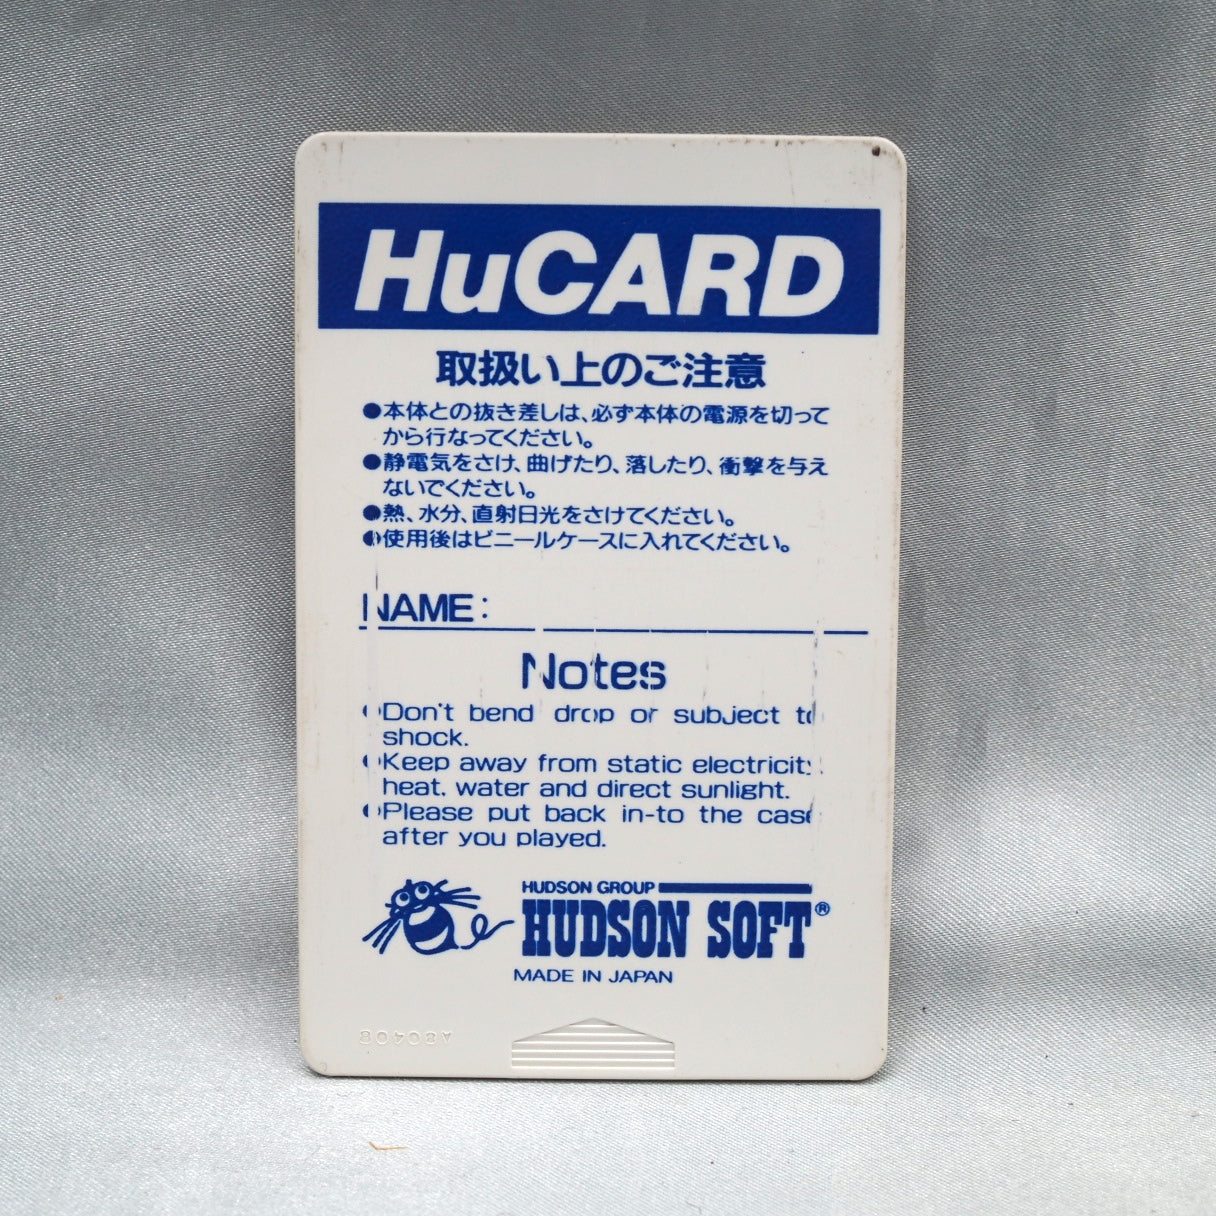 HuCARD
取扱い上のご注意
●本体との抜き差しは、必ず本体の電源を切って
から行なってください。
●静電気をさけ、曲げたり、落したり、衝撃を与え
ないでください。
●熱、水分、直射日光をさけてください。
●使用後はビニールケースに入れてください。
NAME:
Notes
●Don't bend drop or subject to
shock.
●Keep away from static electricity,
heat, water and direct sunlight.
●Please put back in-to the case
after you played.
HUDSON GROUP
HUDSON SOFT®
MADE IN JAPAN